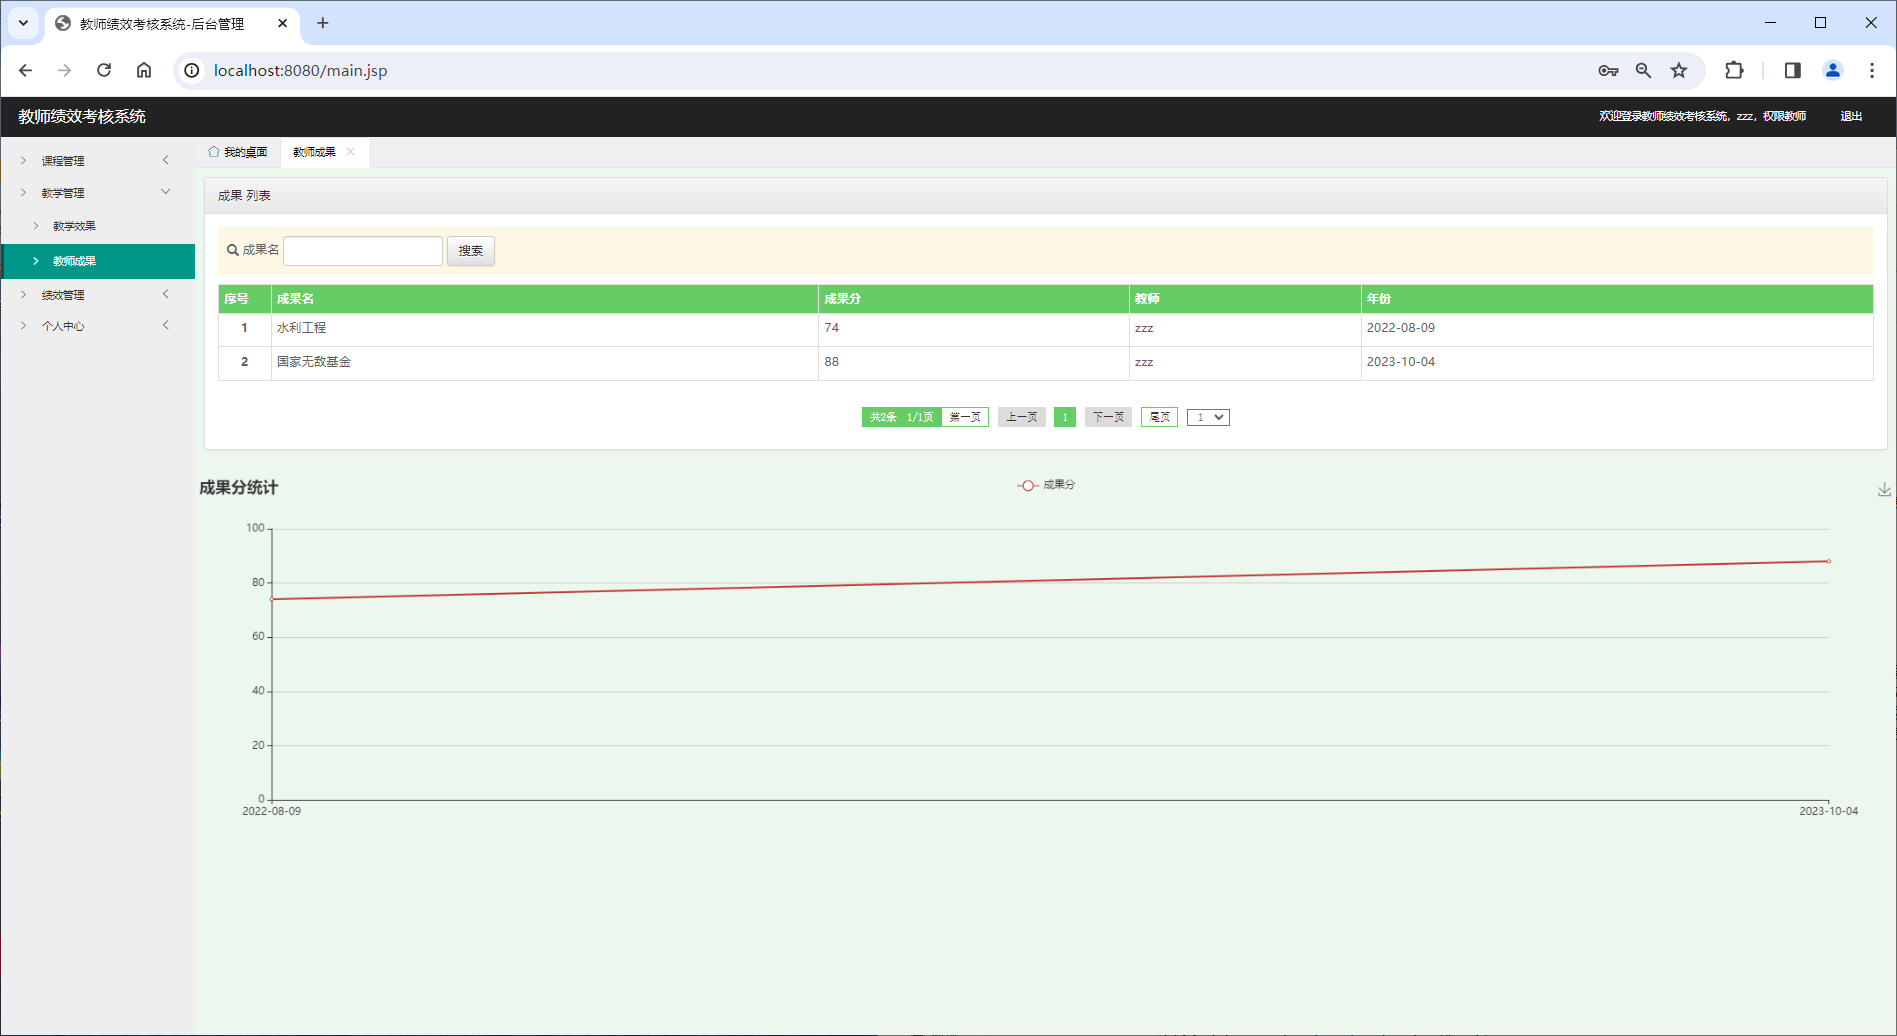 教师绩效考核系统-后台管理
localhost:8080/main.jsp
教师绩效考核系统
欢迎登录教师绩效考核系统，zzz，权限教师 退出
课程管理
教学管理
教学效果
教师成果
绩效管理
个人中心
我的桌面 教师成果
成果 列表
成果名 搜索
序号 成果名 成果分 教师 年份
1 水利工程 74 zzz 2022-08-09
2 国家无敌基金 88 zzz 2023-10-04
共2条 1/1页 第一页 上一页 1 下一页 尾页 1
成果分统计 成果分
100
80
60
40
20
0
2022-08-09 2023-10-04